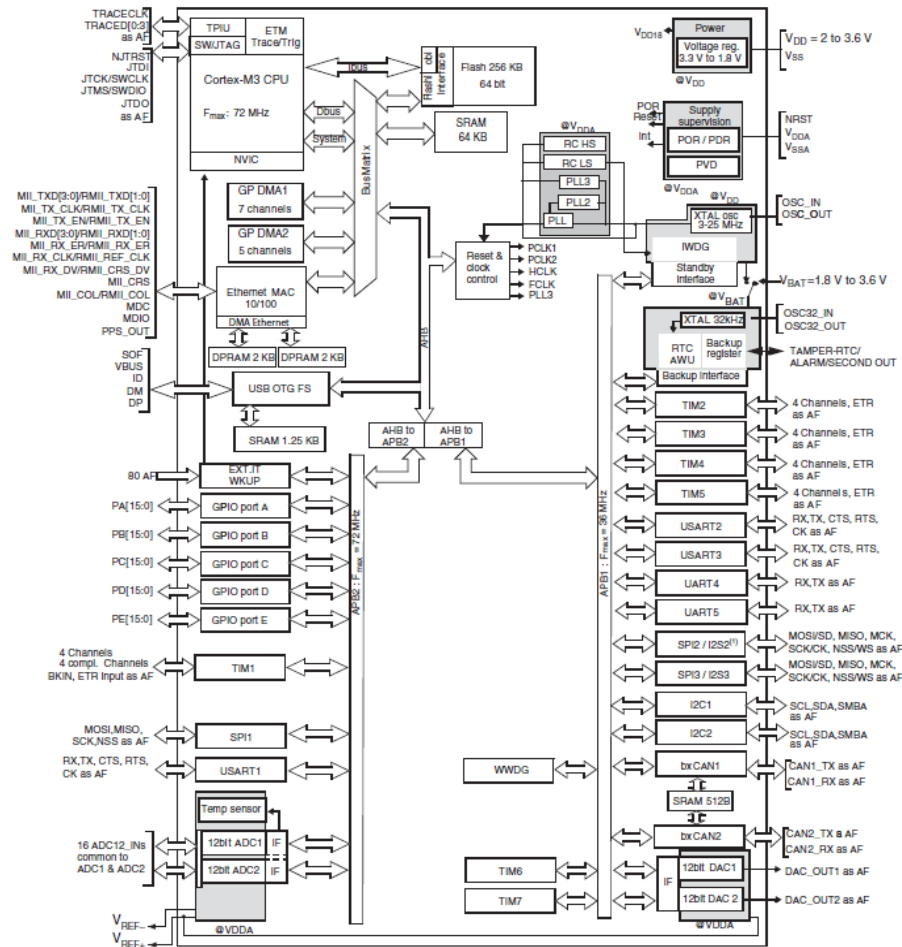 TRACECLK
TRACED[0:3]
as AF
NJTRST
JTDI
JTCK/SWCLK
JTMS/SWDIO
JTDO
as AF
TPIU
SW/JTAG
ETM
Trace/Trig
Cortex-M3 CPU
Fmax: 72 MHz
NVIC
Ibus
Dbus
System
BusMatrix
Flash obl
Interface
Flash 256 KB
64 bit
SRAM
64 KB
Power
VDD18
Voltage reg.
3.3 V to 1.8 V
@VDD
VDD = 2 to 3.6 V
VSS
POR
Reset
Int
Supply
supervision
POR / PDR
PVD
@VDDA
NRST
VDDA
VSSA
@VDDA
RC HS
RC LS
PLL3
PLL2
PLL
@VDD
XTAL osc
3-25 MHz
OSC_IN
OSC_OUT
IWDG
Standby
Interface
@VBAT
VBAT=1.8 V to 3.6 V
GP DMA1
7 channels
GP DMA2
5 channels
MII_TXD[3:0]/RMII_TXD[1:0]
MII_TX_CLK/RMII_TX_CLK
MII_TX_EN/RMII_TX_EN
MII_RXD[3:0]/RMII_RXD[1:0]
MII_RX_ER/RMII_RX_ER
MII_RX_CLK/RMII_REF_CLK
MII_RX_DV/RMII_CRS_DV
MII_CRS
MII_COL/RMII_COL
MDC
MDIO
PPS_OUT
Ethernet MAC
10/100
DMA Ethernet
DPRAM 2 KB
DPRAM 2 KB
Reset &
clock
control
PCLK1
PCLK2
HCLK
FCLK
PLL3
AHB
XTAL 32kHz
RTC
AWU
Backup
register
Backup Interface
OSC32_IN
OSC32_OUT
TAMPER-RTC/
ALARM/SECOND OUT
SOF
VBUS
ID
DM
DP
USB OTG FS
SRAM 1.25 KB
AHB to
APB2
AHB to
APB1
80 AF
EXT.IT
WKUP
PA[15:0]
GPIO port A
PB[15:0]
GPIO port B
PC[15:0]
GPIO port C
PD[15:0]
GPIO port D
PE[15:0]
GPIO port E
4 Channels
4 compl. Channels
BKIN, ETR Input as AF
TIM1
MOSI,MISO,
SCK,NSS as AF
SPI1
RX,TX, CTS, RTS,
CK as AF
USART1
Temp sensor
16 ADC12_INs
common to
ADC1 & ADC2
12bit ADC1
IF
12bit ADC2
IF
VREF-
VREF+
@VDDA
APB2 : Fmax = 72 MHz
APB1 : Fmax = 36 MHz
TIM2
4 Channels, ETR
as AF
TIM3
4 Channels, ETR
as AF
TIM4
4 Channels, ETR
as AF
TIM5
4 Channels, ETR
as AF
USART2
RX,TX, CTS, RTS,
CK as AF
USART3
RX,TX, CTS, RTS,
CK as AF
UART4
RX,TX as AF
UART5
RX,TX as AF
SPI2 / I2S2(1)
MOSI/SD, MISO, MCK,
SCK/CK, NSS/WS as AF
SPI3 / I2S3
MOSI/SD, MISO, MCK,
SCK/CK, NSS/WS as AF
I2C1
SCL,SDA,SMBA
as AF
I2C2
SCL,SDA,SMBA
as AF
WWDG
bxCAN1
CAN1_TX as AF
CAN1_RX as AF
SRAM 512B
bxCAN2
CAN2_TX a AF
CAN2_RX as AF
TIM6
TIM7
IF
12bit DAC1
12bit DAC 2
DAC_OUT1 as AF
DAC_OUT2 as AF
@VDDA